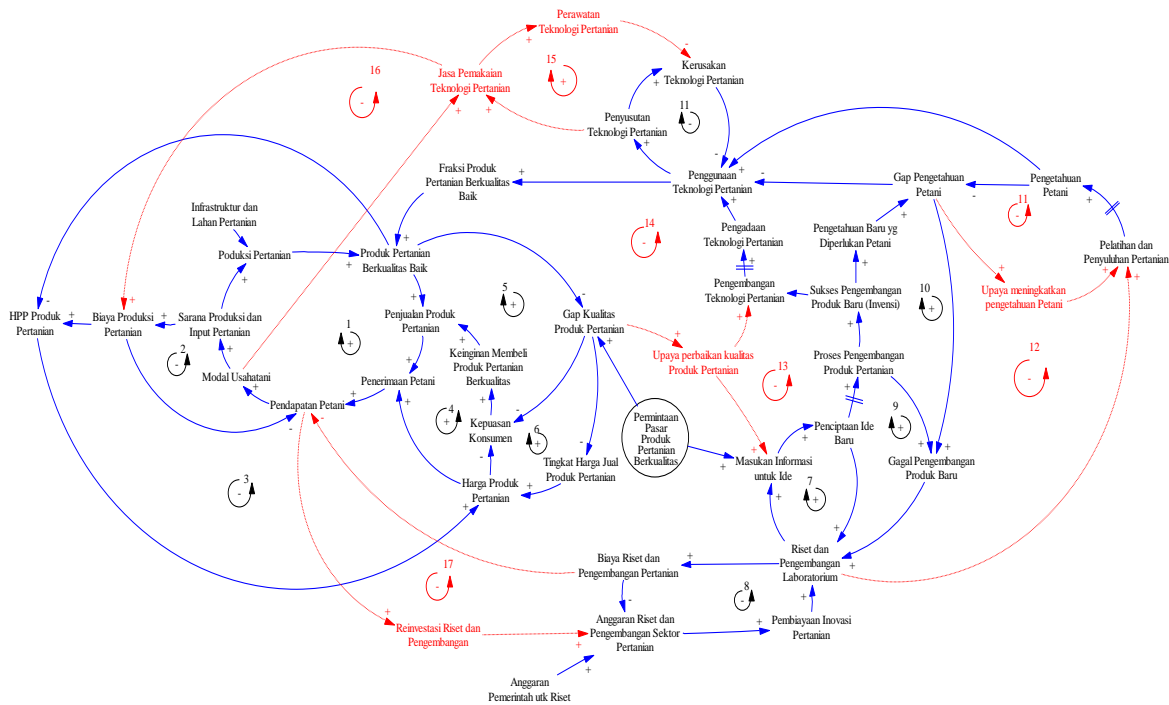 Perawatan
Teknologi Pertanian
16
Jasa Pemakaian
Teknologi Pertanian
15
+
Kerusakan
Teknologi Pertanian
11
-
Penyusutan
Teknologi Pertanian
Fraksi Produk
Pertanian Berkualitas
Baik
Penggunaan
Teknologi Pertanian
Gap Pengetahuan
Petani
Pengetahuan
Petani
11
-
Infrastruktur dan
Lahan Pertanian
Poduksi Pertanian
Produk Pertanian
Berkualitas Baik
14
-
Pengadaan
Teknologi Pertanian
Pengetahuan Baru yg
Diperlukan Petani
Pelatihan dan
Penyuluhan Pertanian
Pengembangan
Teknologi Pertanian
Sukses Pengembangan
Produk Baru (Invensi)
10
+
Upaya meningkatkan
pengetahuan Petani
HPP Produk
Pertanian
Biaya Produksi
Pertanian
Sarana Produksi dan
Input Pertanian
1
+
Penjualan Produk
Pertanian
5
+
Gap Kualitas
Produk Pertanian
2
-
Keinginan Membeli
Produk Pertanian
Berkualitas
Upaya perbaikan kualitas
Produk Pertanian
13
-
Proses Pengembangan
Produk Pertanian
12
-
Modal Usahatani
Penerimaan Petani
Pendapatan Petani
4
+
Kepuasan
Konsumen
6
+
Permintaan
Pasar
Produk
Pertanian
Berkualitas
Penciptaan Ide
Baru
9
+
3
-
Harga Produk
Pertanian
Tingkat Harga Jual
Produk Pertanian
Masukan Informasi
untuk Ide
7
+
Gagal Pengembangan
Produk Baru
Biaya Riset dan
Pengembangan Pertanian
Riset dan
Pengembangan
Laboratorium
17
-
8
-
Reinvestasi Riset dan
Pengembangan
Anggaran Riset dan
Pengembangan Sektor
Pertanian
Pembiayaan Inovasi
Pertanian
Anggaran
Pemerintah utk Riset